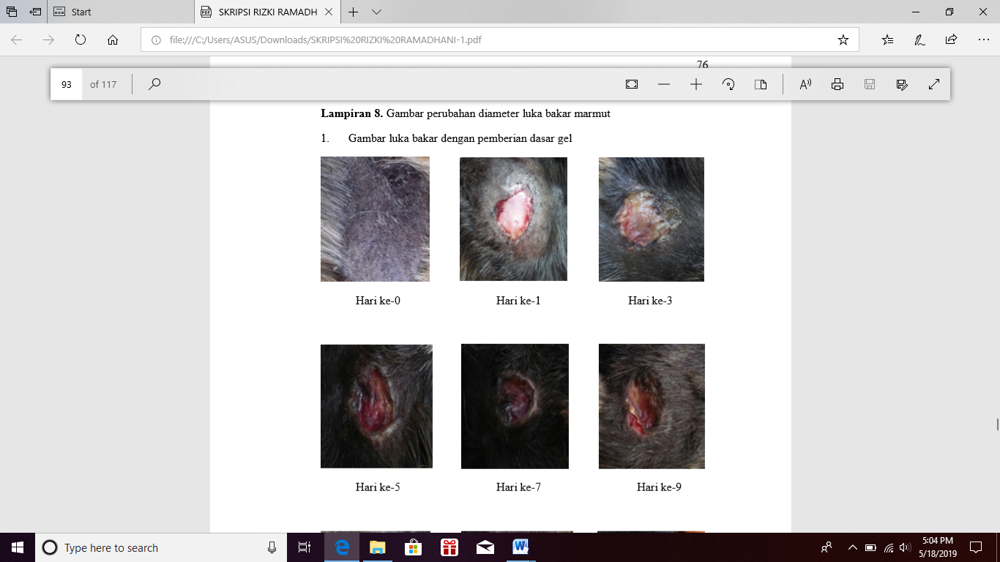 Start
SKRIPSI RIZKI RAMADH
file:///C:/Users/ASUS/Downloads/SKRIPSI%20RIZKI%20RAMADHANI-1.pdf
76
93 of 117
Lampiran 8. Gambar perubahan diameter luka bakar marmut
1. Gambar luka bakar dengan pemberian dasar gel
Hari ke-0 Hari ke-1 Hari ke-3
Hari ke-5 Hari ke-7 Hari ke-9
Type here to search
5:04 PM
5/18/2019